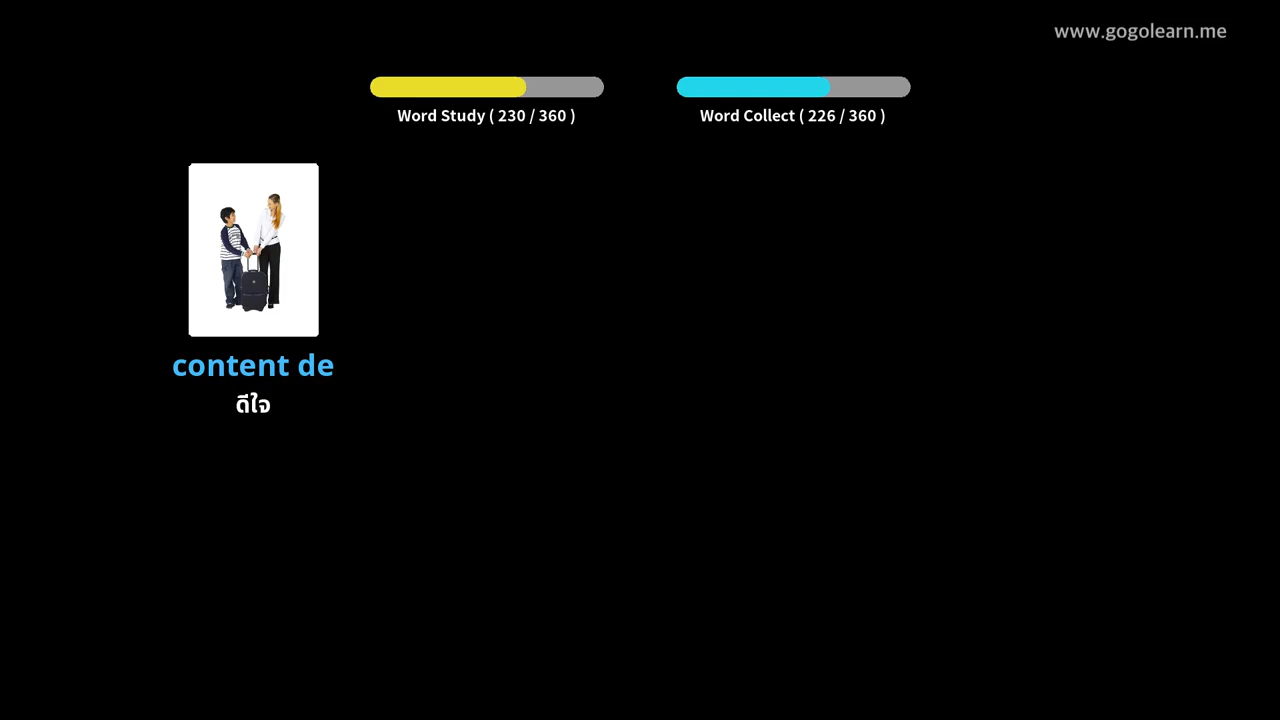 www.gogolearn.me
Word Study ( 230 / 360 )
Word Collect ( 226 / 360 )
content de
ดีใจ